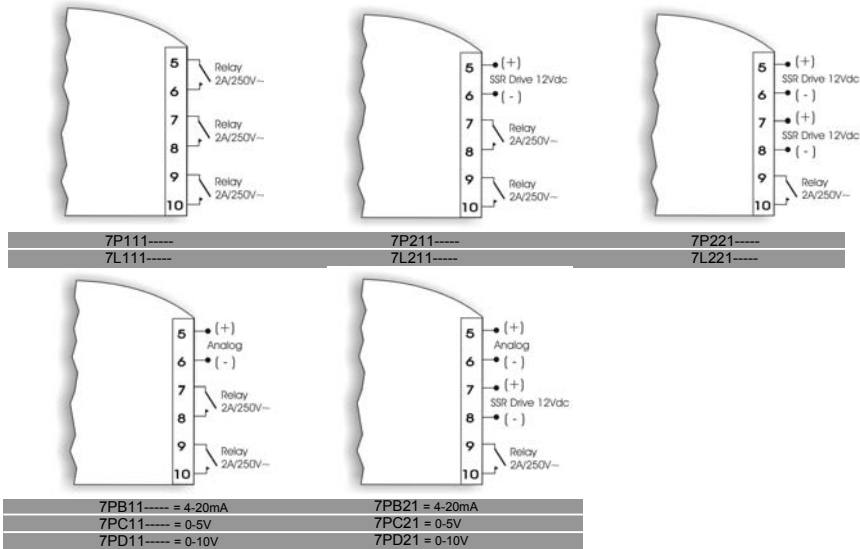 5
Relay
2A/250V~
6
7
Relay
2A/250V~
8
9
Relay
2A/250V~
10
5 (+)
SSR Drive 12Vdc
6 (-)
7
Relay
2A/250V~
8
9
Relay
2A/250V~
10
5 (+)
SSR Drive 12Vdc
6 (-)
7 (+)
SSR Drive 12Vdc
8 (-)
9
Relay
2A/250V~
10
7P111-----
7P211-----
7P221-----
7L111-----
7L211-----
7L221-----
5 (+)
Analog
6 (-)
7
Relay
2A/250V~
8
9
Relay
2A/250V~
10
5 (+)
Analog
6 (-)
7 (+)
SSR Drive 12Vdc
8 (-)
9
Relay
2A/250V~
10
7PB11----- = 4-20mA
7PB21 = 4-20mA
7PC11----- = 0-5V
7PC21 = 0-5V
7PD11----- = 0-10V
7PD21 = 0-10V